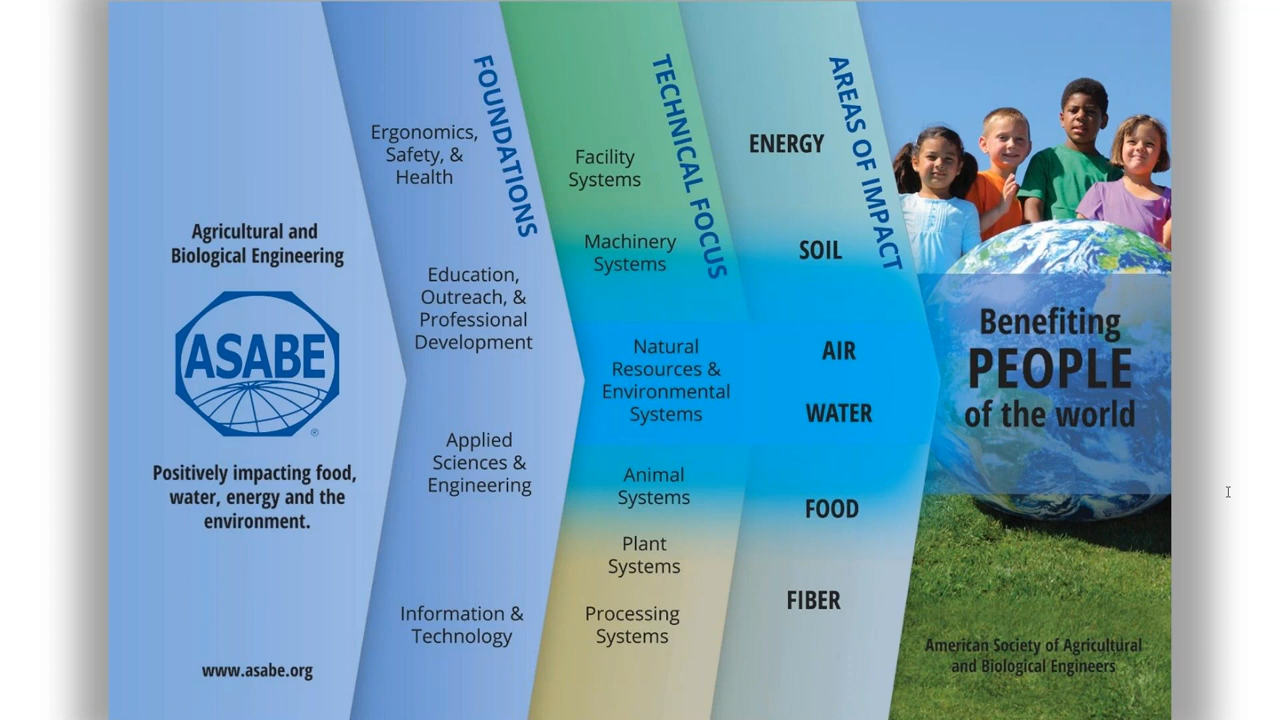 Agricultural and
Biological Engineering
ASABE
®
Positively impacting food,
water, energy and the
environment.
www.asabe.org
FOUNDATIONS
Ergonomics,
Safety, &
Health
Education,
Outreach, &
Professional
Development
Applied
Sciences &
Engineering
Information &
Technology
TECHNICAL FOCUS
Facility
Systems
Machinery
Systems
Natural
Resources &
Environmental
Systems
Animal
Systems
Plant
Systems
Processing
Systems
AREAS OF IMPACT
ENERGY
SOIL
AIR
WATER
FOOD
FIBER
Benefiting
PEOPLE
of the world
American Society of Agricultural
and Biological Engineers